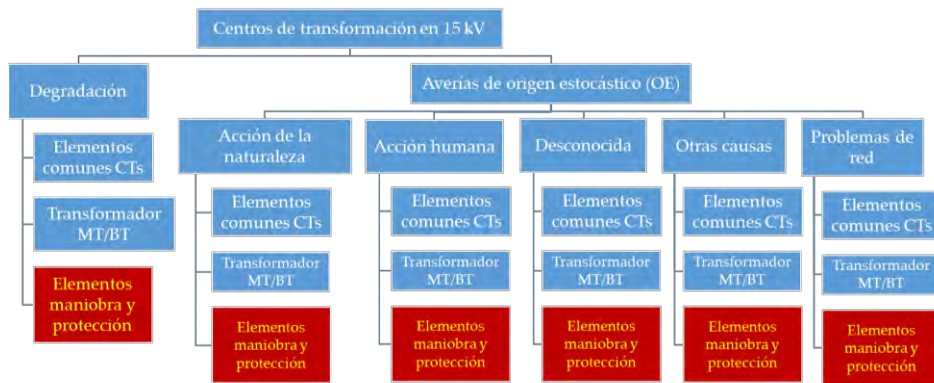 Centros de transformación en 15 kV
Degradación
Averías de origen estocástico (OE)
Elementos
comunes CTs
Transformador
MT/BT
Elementos
maniobra y
protección
Acción de la
naturaleza
Elementos
comunes CTs
Transformador
MT/BT
Elementos
maniobra y
protección
Acción humana
Elementos
comunes CTs
Transformador
MT/BT
Elementos
maniobra y
protección
Desconocida
Elementos
comunes CTs
Transformador
MT/BT
Elementos
maniobra y
protección
Otras causas
Elementos
comunes CTs
Transformador
MT/BT
Elementos
maniobra y
protección
Problemas de
red
Elementos
comunes CTs
Transformador
MT/BT
Elementos
maniobra y
protección